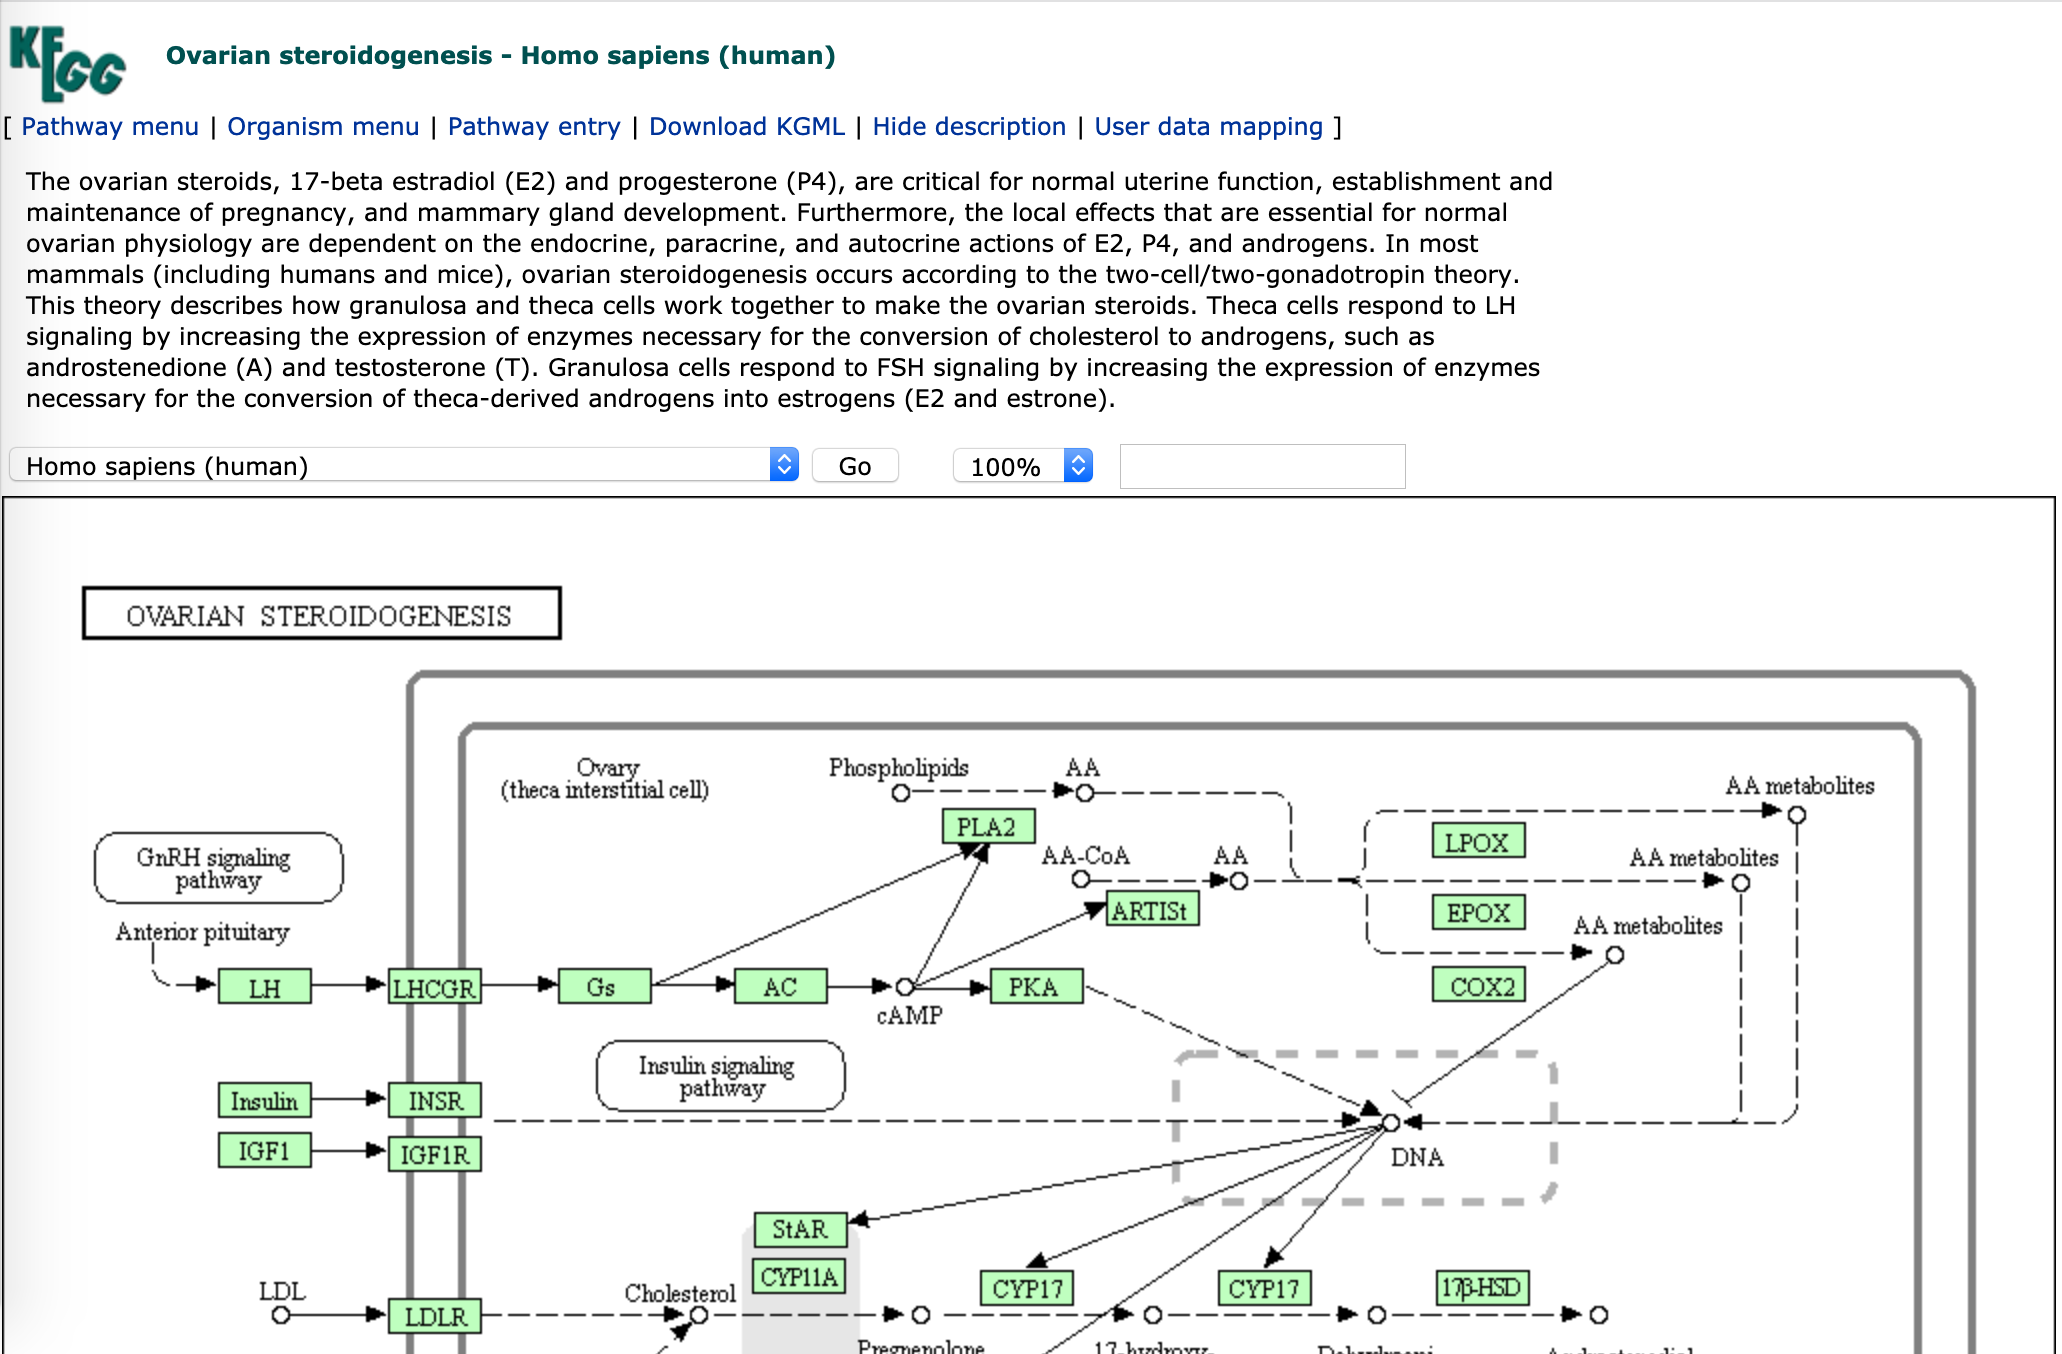 KEGG
Ovarian steroidogenesis - Homo sapiens (human)
[ Pathway menu | Organism menu | Pathway entry | Download KGML | Hide description | User data mapping ]
The ovarian steroids, 17-beta estradiol (E2) and progesterone (P4), are critical for normal uterine function, establishment and
maintenance of pregnancy, and mammary gland development. Furthermore, the local effects that are essential for normal
ovarian physiology are dependent on the endocrine, paracrine, and autocrine actions of E2, P4, and androgens. In most
mammals (including humans and mice), ovarian steroidogenesis occurs according to the two-cell/two-gonadotropin theory.
This theory describes how granulosa and theca cells work together to make the ovarian steroids. Theca cells respond to LH
signaling by increasing the expression of enzymes necessary for the conversion of cholesterol to androgens, such as
androstenedione (A) and testosterone (T). Granulosa cells respond to FSH signaling by increasing the expression of enzymes
necessary for the conversion of theca-derived androgens into estrogens (E2 and estrone).
Homo sapiens (human)
Go
100%
OVARIAN STEROIDOGENESIS
Ovary
(theca interstitial cell)
Phospholipids
AA
AA metabolites
PLA2
LPOX
GnRH signaling
pathway
AA-CoA
AA
AA metabolites
ARTISt
EPOX
Anterior pituitary
AA metabolites
LH
LHCGR
Gs
AC
cAMP
PKA
COX2
Insulin signaling
pathway
Insulin
INSR
IGF1
IGF1R
DNA
StAR
CYP11A
CYP17
CYP17
17β-HSD
LDL
LDLR
Cholesterol
Pregnenolone
17-hydroxy-